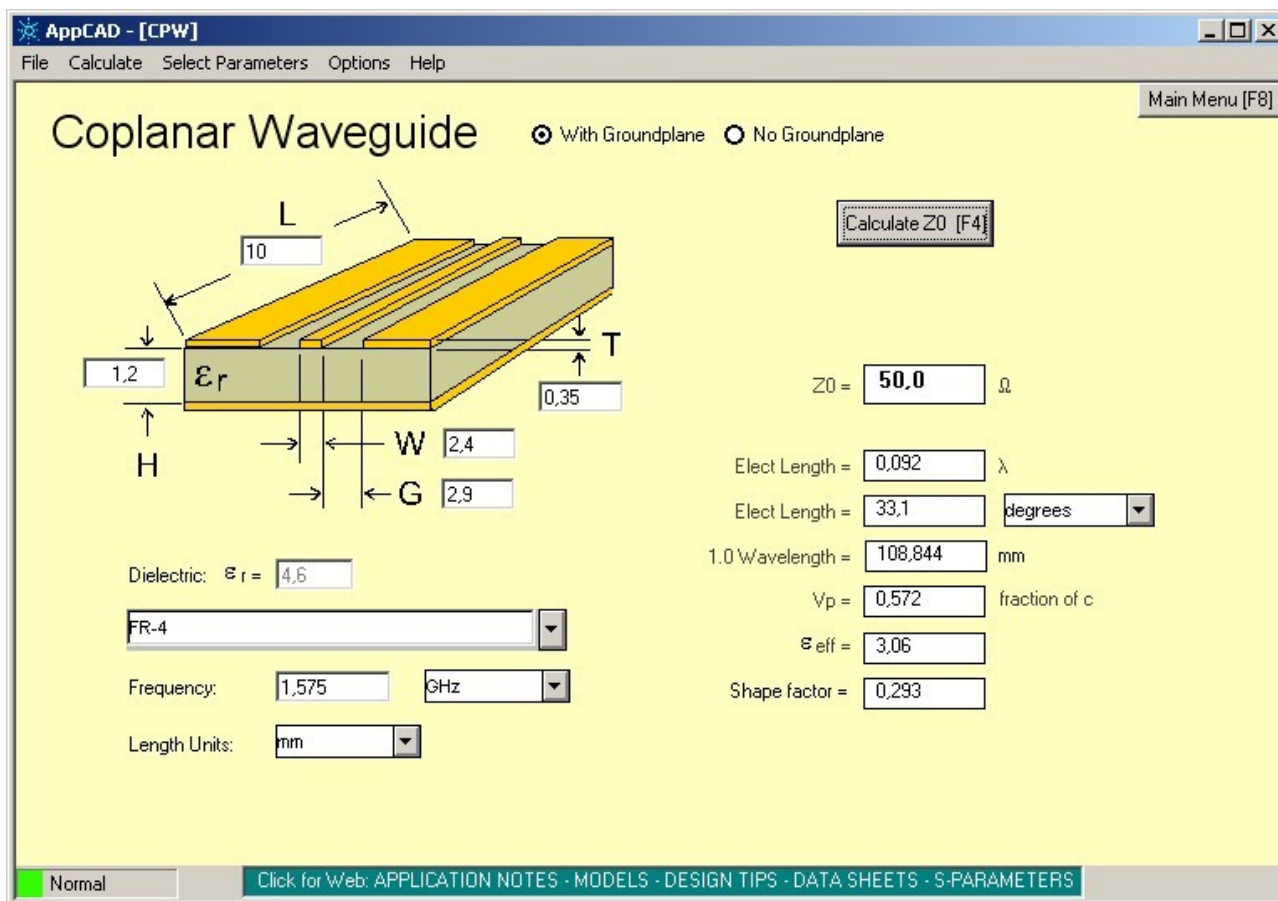 AppCAD - [CPW]
File Calculate Select Parameters Options Help
Main Menu [F8]
Coplanar Waveguide
With Groundplane
No Groundplane
L
10
Calculate Z0 [F4]
1,2
εr
T
0,35
H
W 2,4
G 2,9
Z0 = 50,0 Ω
Elect Length = 0,092 λ
Elect Length = 33,1 degrees
1.0 Wavelength = 108,844 mm
Vp = 0,572 fraction of c
ε eff = 3,06
Shape factor = 0,293
Dielectric: ε r = 4,6
FR-4
Frequency: 1,575 GHz
Length Units: mm
Normal
Click for Web: APPLICATION NOTES - MODELS - DESIGN TIPS - DATA SHEETS - S-PARAMETERS